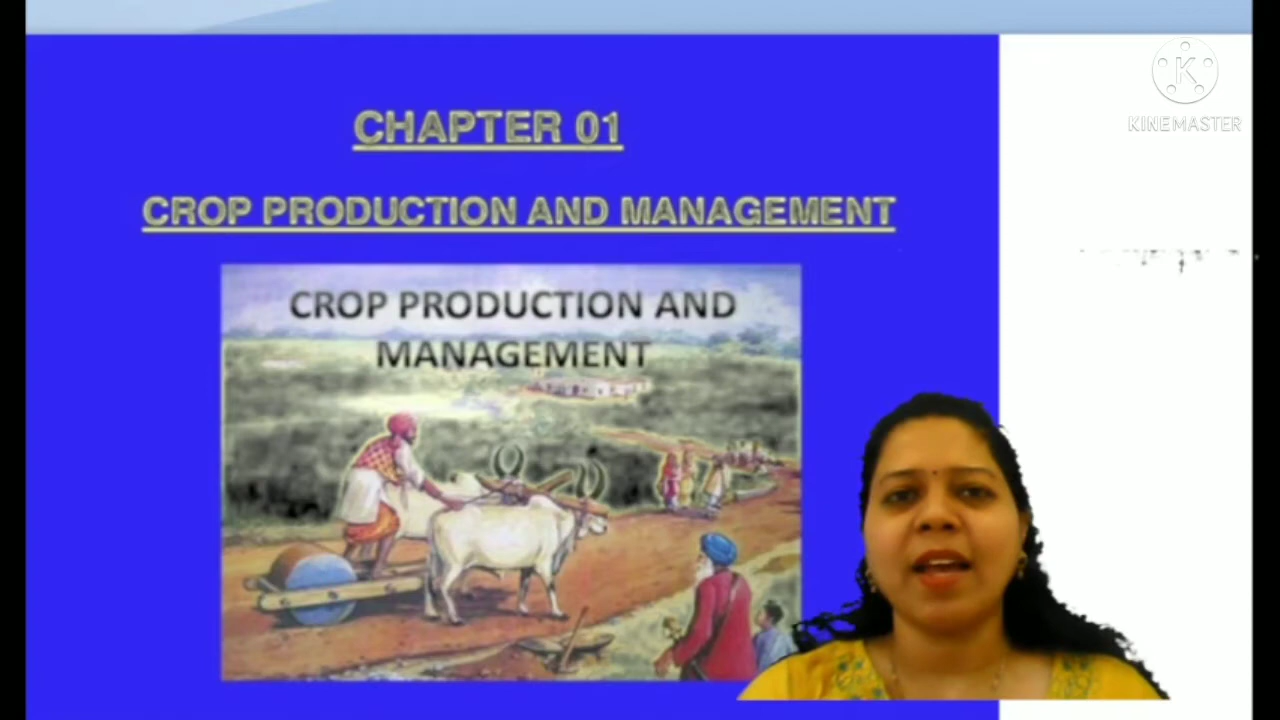 CHAPTER 01
CROP PRODUCTION AND MANAGEMENT
CROP PRODUCTION AND
MANAGEMENT
K
KINEMASTER